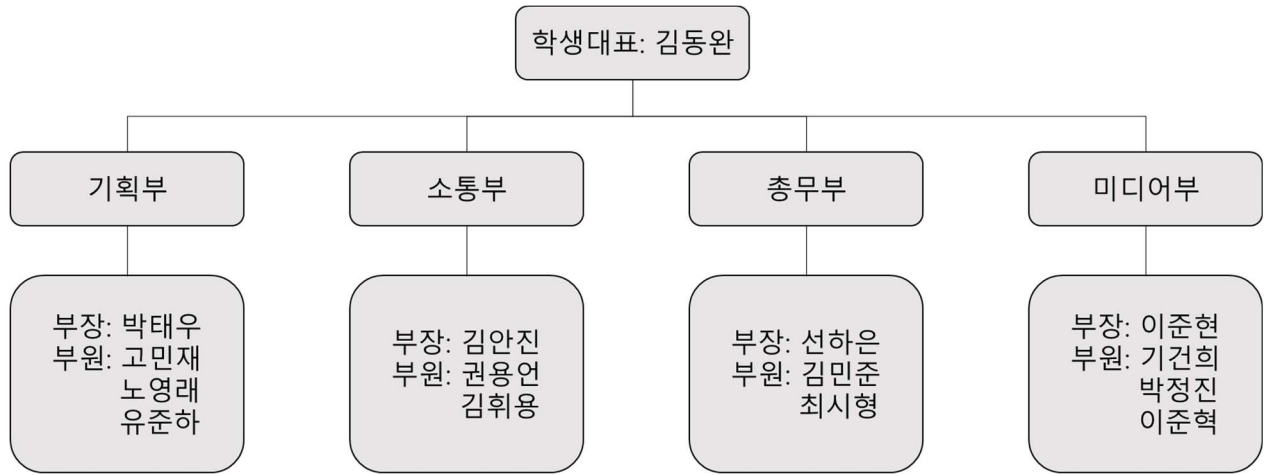 학생대표: 김동완
기획부
소통부
총무부
미디어부
부장: 박태우
부원: 고민재
노영래
유준하
부장: 김안진
부원: 권용언
김휘용
부장: 선하은
부원: 김민준
최시형
부장: 이준현
부원: 기건희
박정진
이준혁